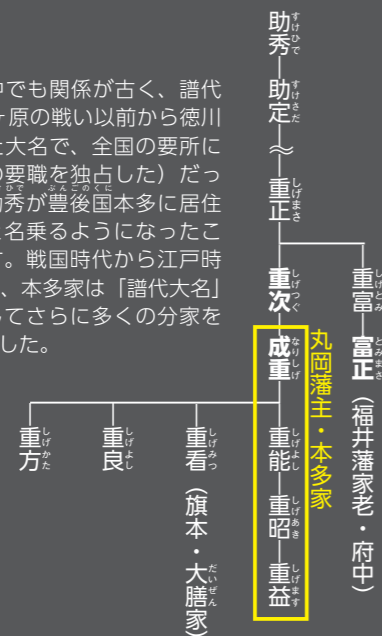 助秀
助定
重正
重富
富正（福井藩家老・府中）
重次
成重
丸岡藩主・本多家
重能
重昭
重益
重看（旗本・大膳家）
重良
重方
中でも関係が古く、譜代
ヶ原の戦い以前から徳川
た大名で、全国の要所に
の要職を独占した）だっ
助秀が豊後国本多に居住
と名乗るようになったこ
す。戦国時代から江戸時
、本多家は「譜代大名」
ってさらに多くの分家を
した。